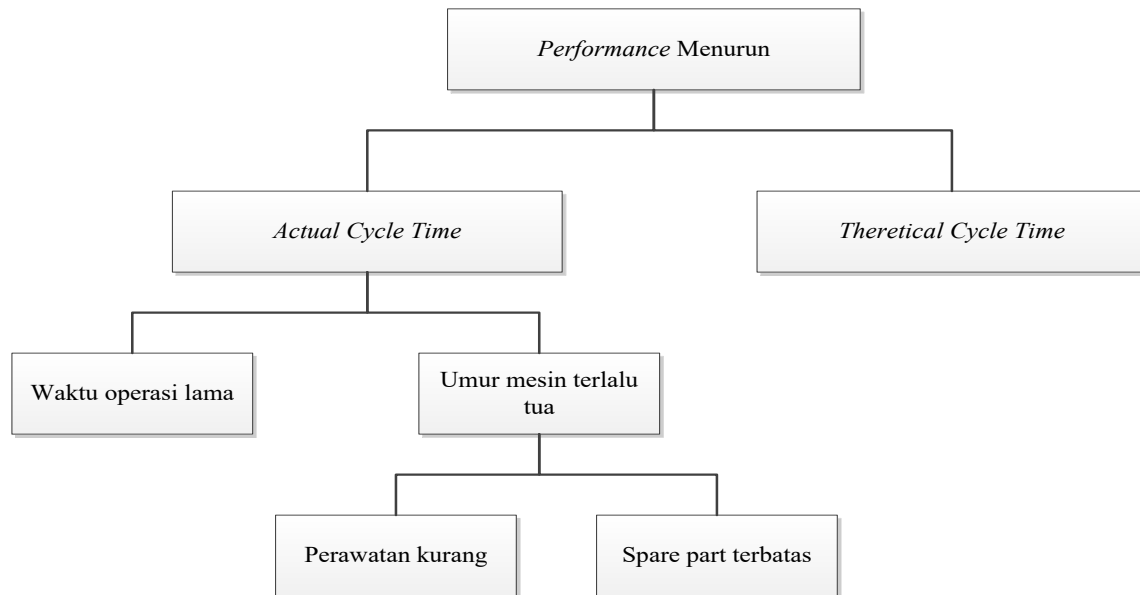 Performance Menurun
Actual Cycle Time
Theretical Cycle Time
Waktu operasi lama
Umur mesin terlalu
tua
Perawatan kurang
Spare part terbatas